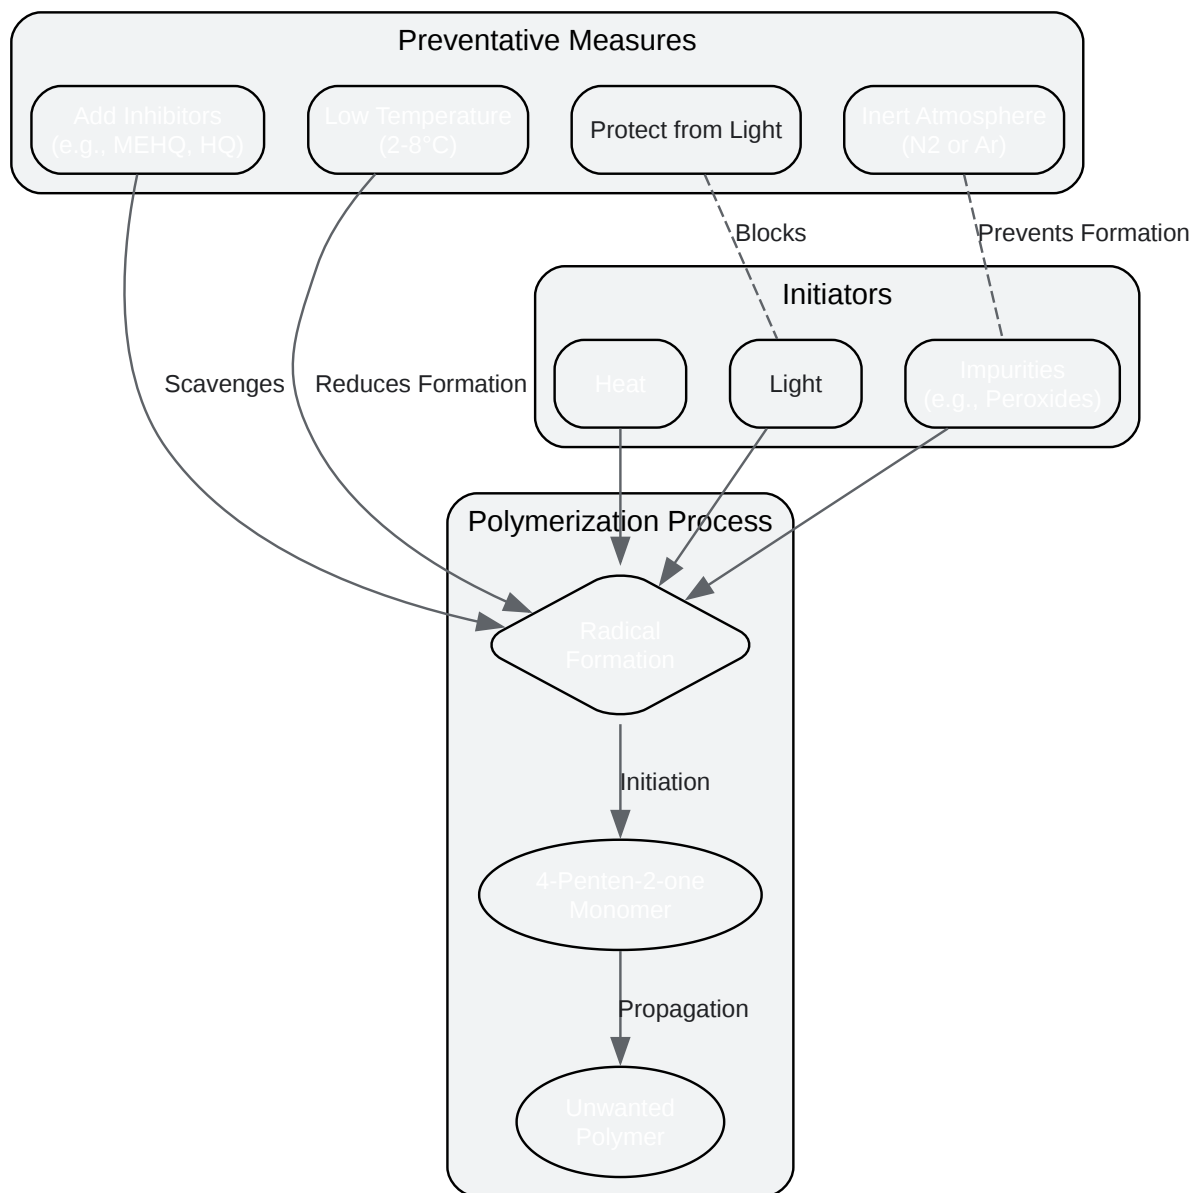 Preventative Measures
Add Inhibitors
(e.g., MEHQ, HQ)
Low Temperature
(2-8°C)
Protect from Light
Inert Atmosphere
(N2 or Ar)
Blocks
Prevents Formation
Initiators
Scavenges
Reduces Formation
Heat
Light
Impurities
(e.g., Peroxides)
Polymerization Process
Radical
Formation
Initiation
4-Penten-2-one
Monomer
Propagation
Unwanted
Polymer